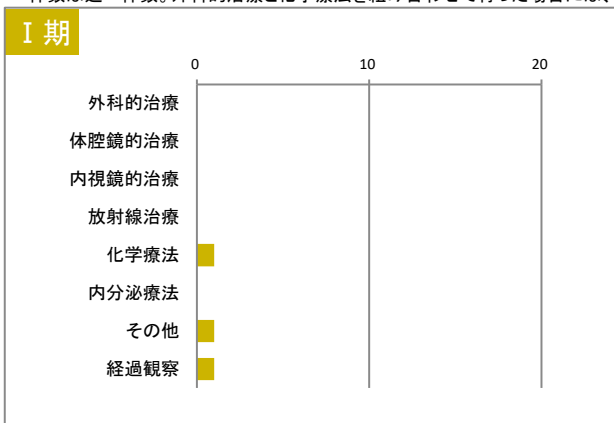 Ⅰ期
0 10 20
外科的治療
体腔鏡的治療
内視鏡的治療
放射線治療
化学療法
内分泌療法
その他
経過観察